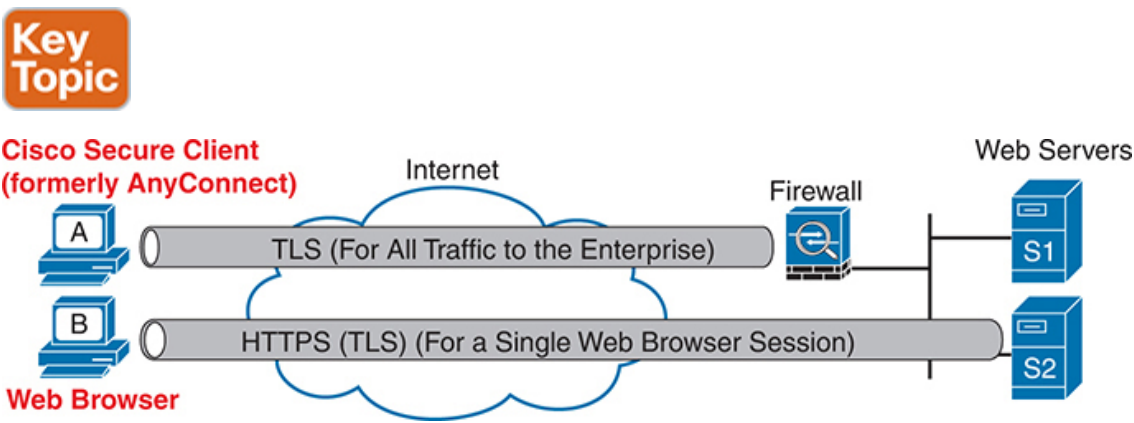 Key
Topic
Cisco Secure Client
(formerly AnyConnect)
Internet
Web Servers
Firewall
A
TLS (For All Traffic to the Enterprise)
S1
B
HTTPS (TLS) (For a Single Web Browser Session)
S2
Web Browser